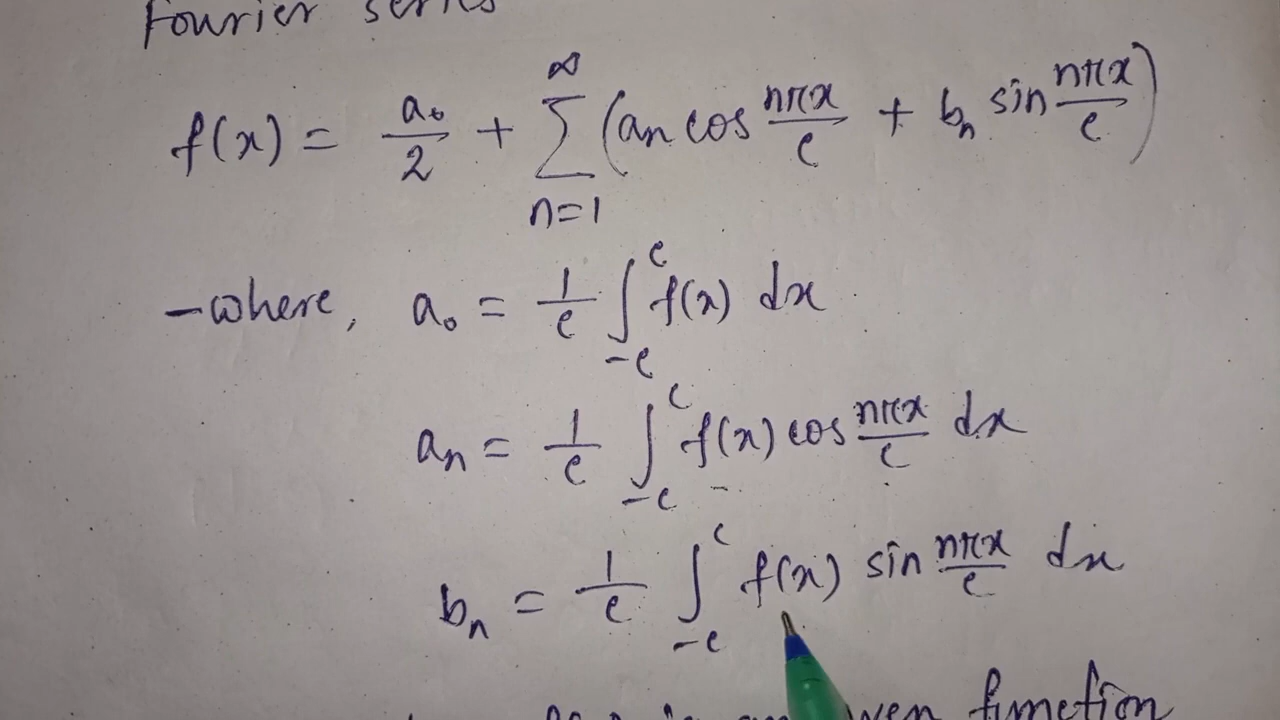 Fourier series
f(x) = a₀/2 + ∑_{n=1}^{∞} (an cos nπx/c + bₙ sin nπx/c)
- where, a₀ = 1/c ∫_{-c}^{c} f(x) dx
aₙ = 1/c ∫_{-c}^{c} f(x) cos nπx/c dx
bₙ = 1/c ∫_{-c}^{c} f(x) sin nπx/c dx
function